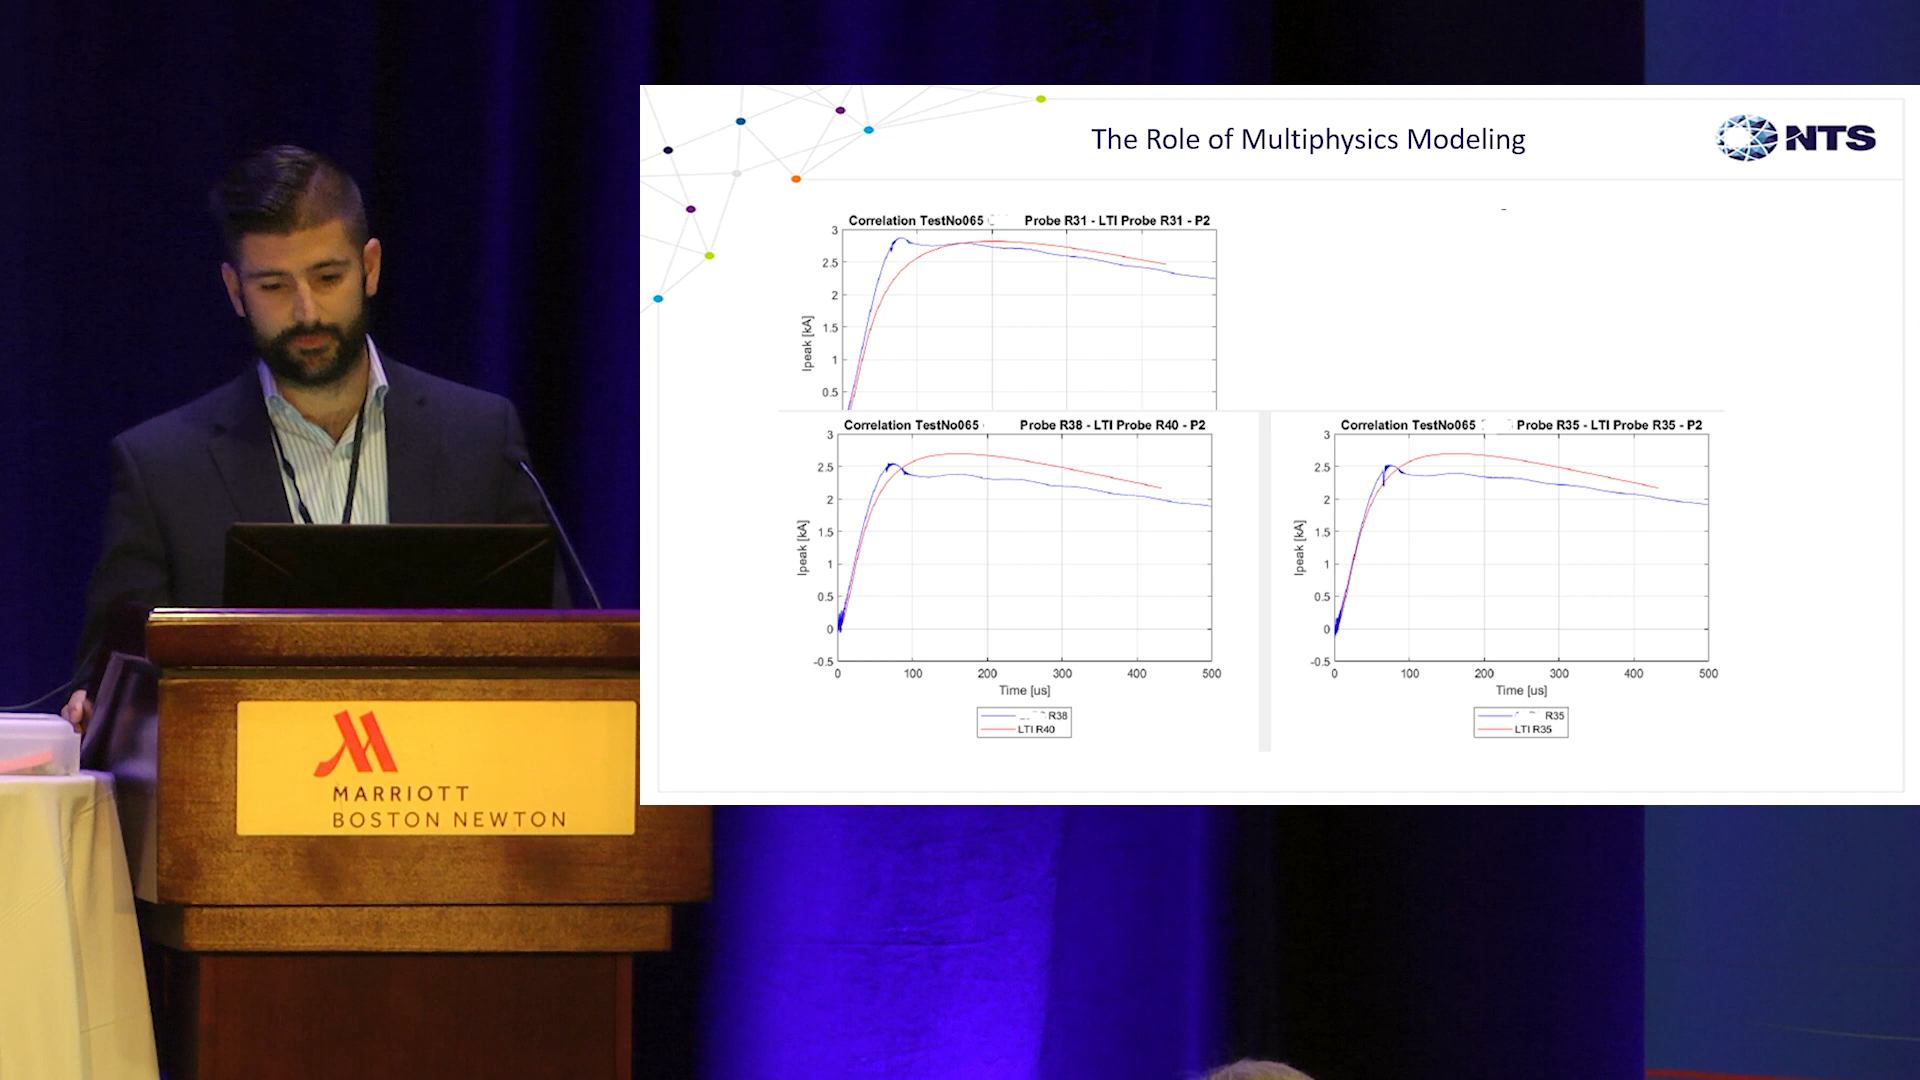 The Role of Multiphysics Modeling
NTS
Correlation TestNo065 Probe R31 - LTI Probe R31 - P2
3
2.5
2
1.5
1
0.5
Ipeak [kA]
Correlation TestNo065 Probe R38 - LTI Probe R40 - P2
3
2.5
2
1.5
1
0.5
0
-0.5
Ipeak [kA]
0 100 200 300 400 500
Time [us]
R38
LTI R40
Correlation TestNo065 Probe R35 - LTI Probe R35 - P2
3
2.5
2
1.5
1
0.5
0
-0.5
Ipeak [kA]
0 100 200 300 400 500
Time [us]
R35
LTI R35
MARRIOTT
BOSTON NEWTON